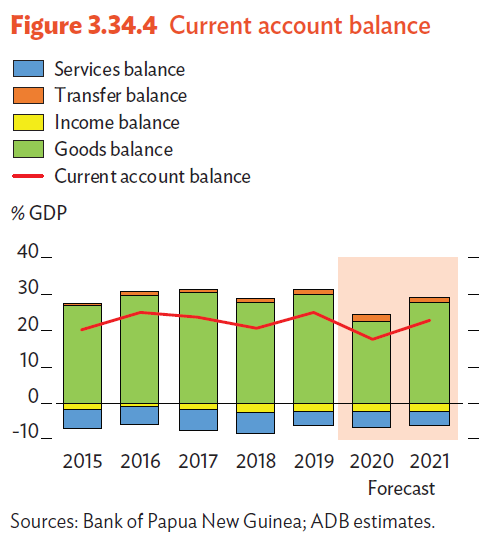 Figure 3.34.4 Current account balance
Services balance
Transfer balance
Income balance
Goods balance
Current account balance
% GDP
40
30
20
10
0
-10
2015 2016 2017 2018 2019 2020 2021
Forecast
Sources: Bank of Papua New Guinea; ADB estimates.